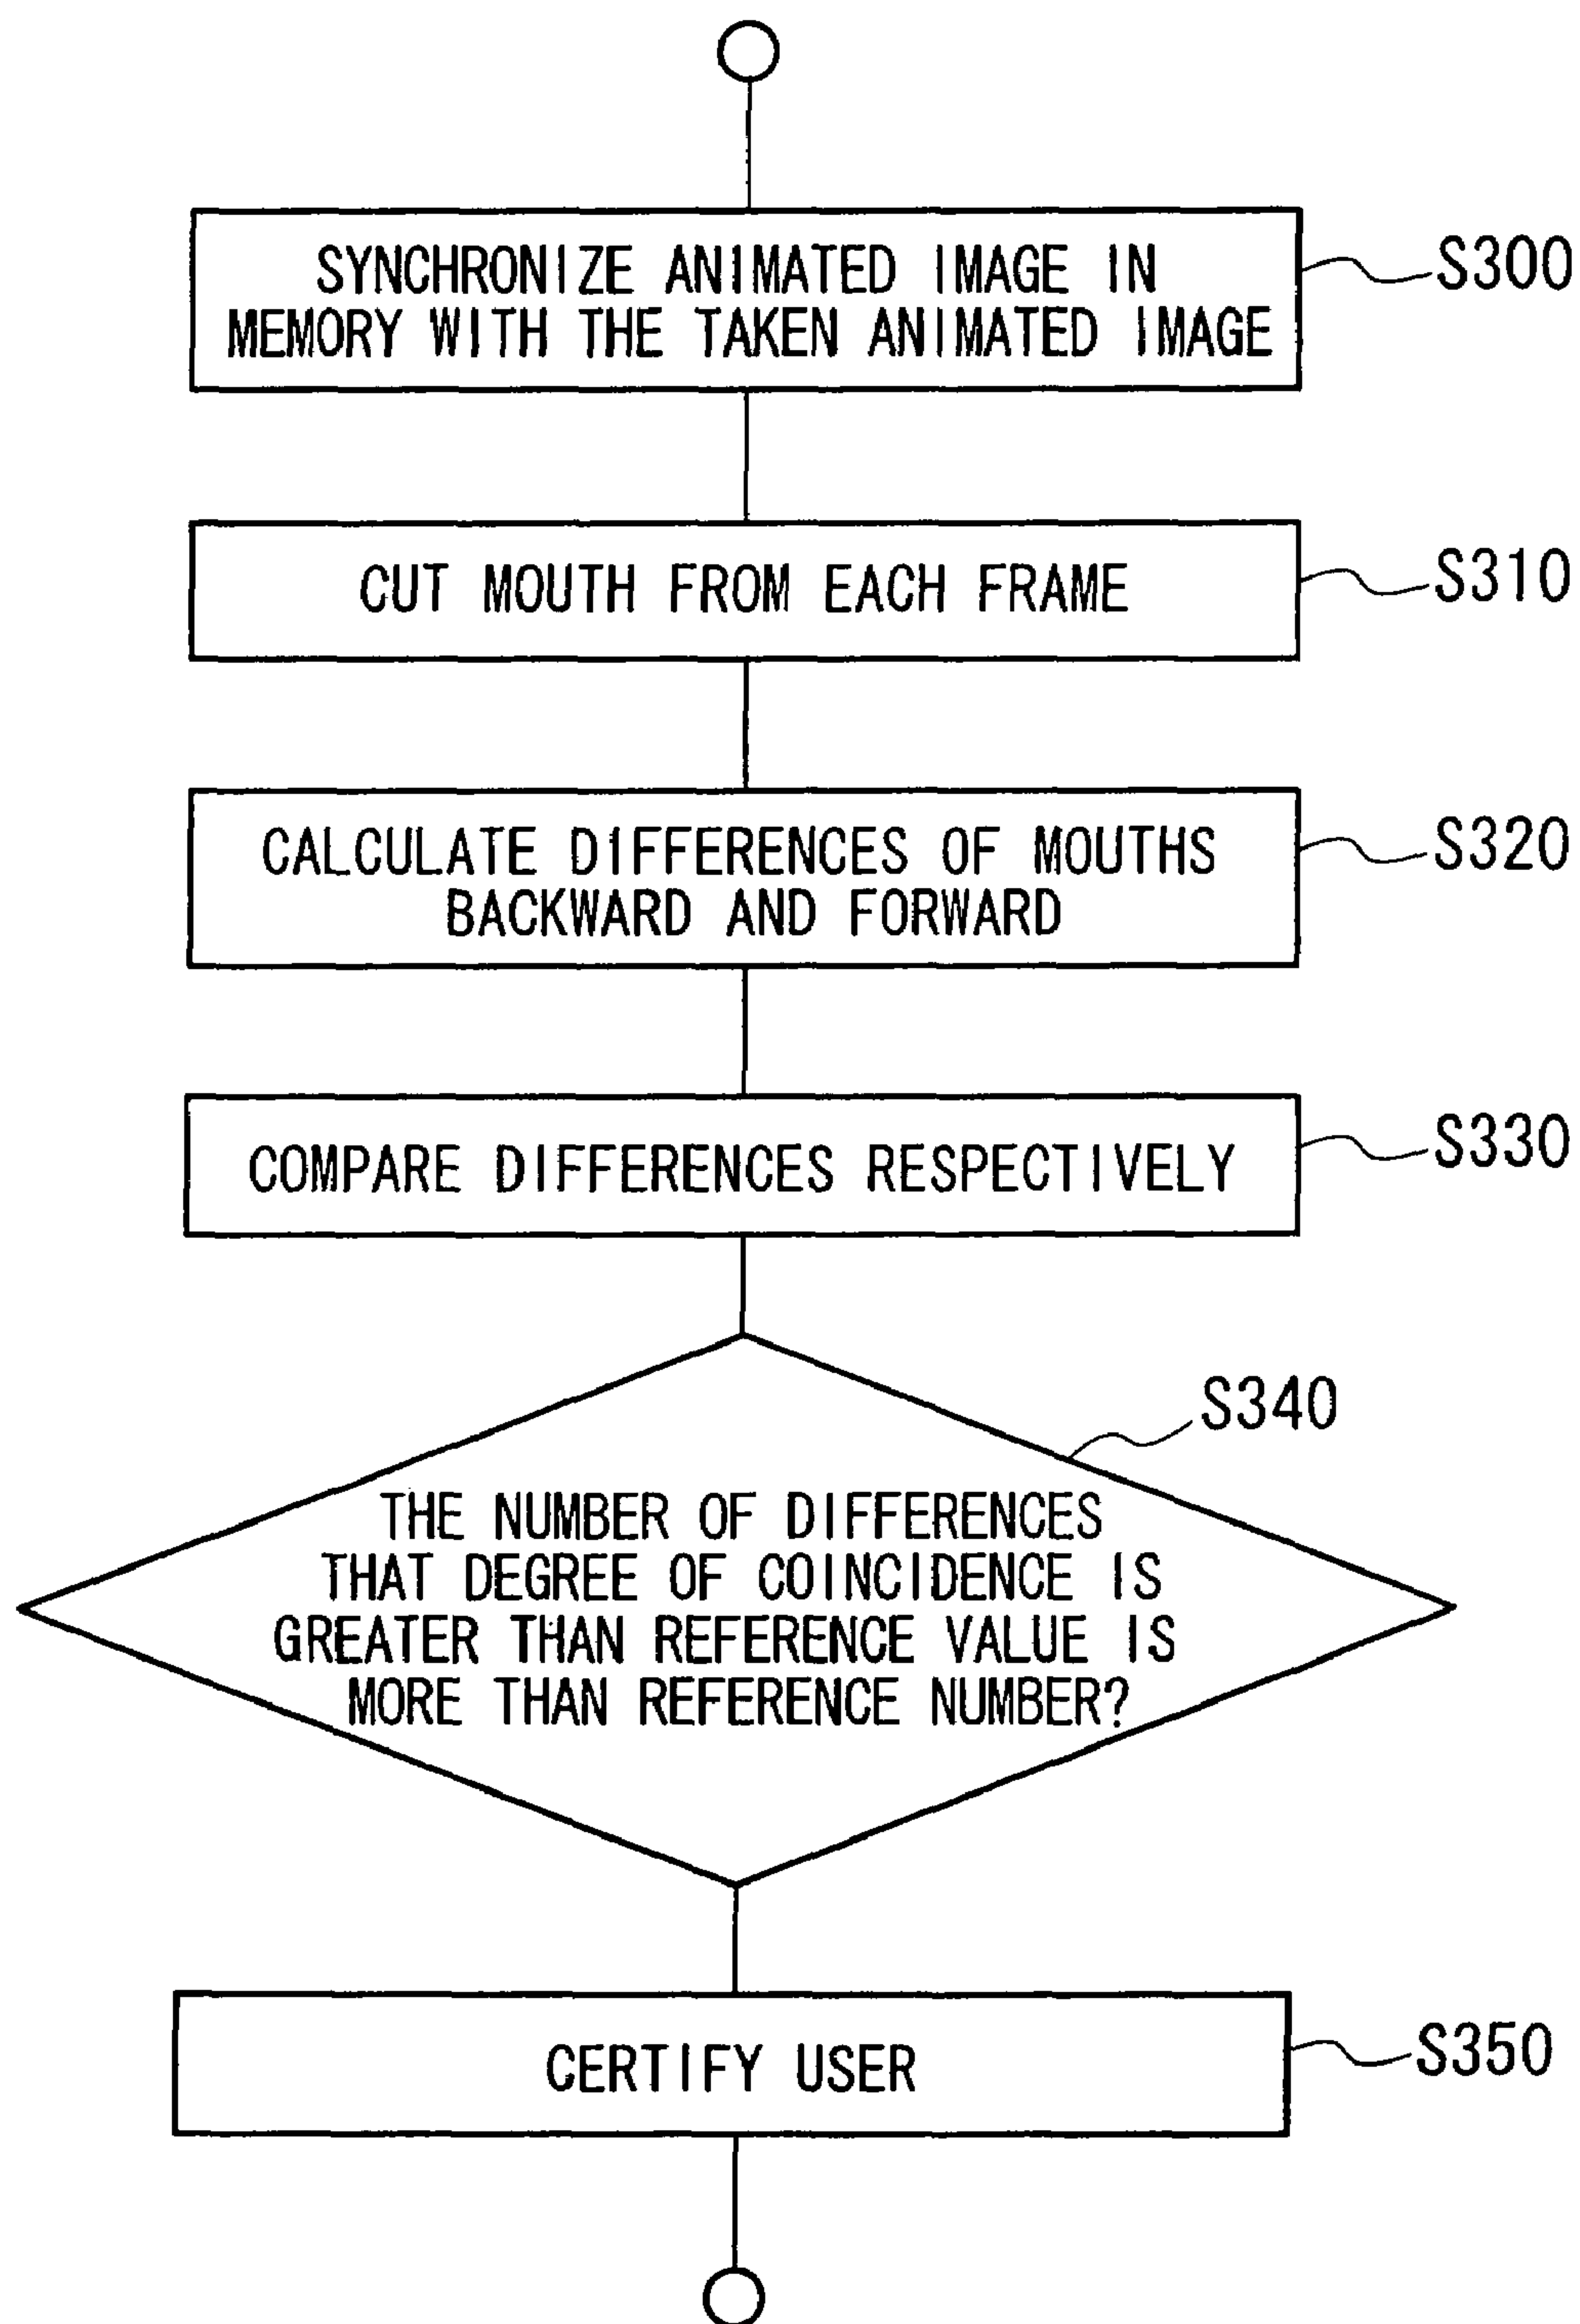 SYNCHRONIZE ANIMATED IMAGE IN
MEMORY WITH THE TAKEN ANIMATED IMAGE
S300
CUT MOUTH FROM EACH FRAME
S310
CALCULATE DIFFERENCES OF MOUTHS
BACKWARD AND FORWARD
S320
COMPARE DIFFERENCES RESPECTIVELY
S330
S340
THE NUMBER OF DIFFERENCES
THAT DEGREE OF COINCIDENCE IS
GREATER THAN REFERENCE VALUE IS
MORE THAN REFERENCE NUMBER?
CERTIFY USER
S350